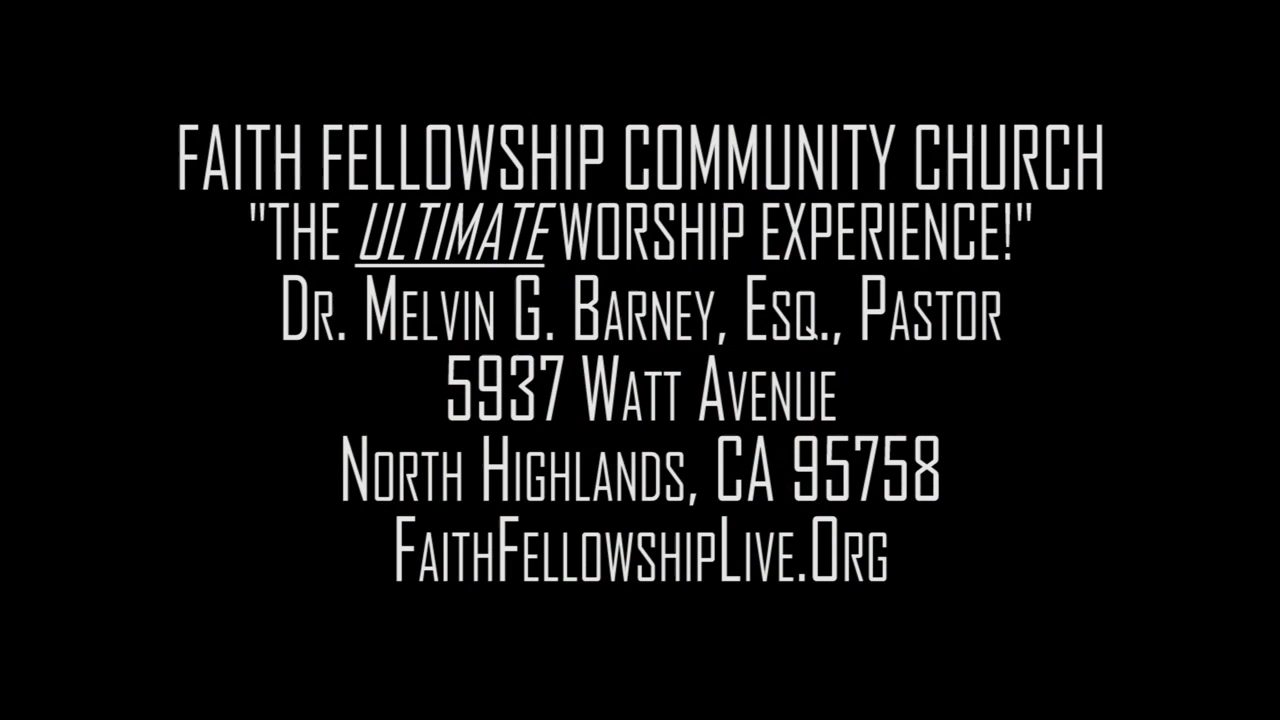 FAITH FELLOWSHIP COMMUNITY CHURCH
"THE ULTIMATE WORSHIP EXPERIENCE!"
DR. MELVIN G. BARNEY, ESQ., PASTOR
5937 WATT AVENUE
NORTH HIGHLANDS, CA 95758
FAITHFELLOWSHIPLIVE.ORG